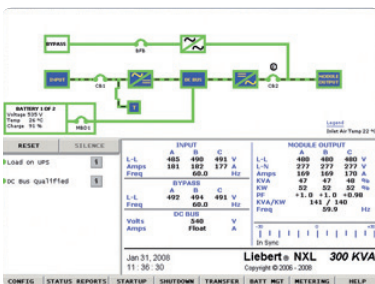 BYPASS
BFB
INPUT
CB1
DC BUS
CB2
MODULE OUTPUT
BATTERY 1 OF 2
Voltage 535 V
Temp 26 °C
Charge 91 %
MBD1
Legend
Inlet Air Temp 22 °
RESET
SILENCE
Load on UPS
DC Bus Qualified
INPUT
A B C
L-L 485 490 491 V
Amps 181 182 177 A
Freq 60.0 Hz
BYPASS
A B C
L-L 492 494 491 V
Freq 60.0 Hz
DC BUS
Volts 540 V
Amps Float A
MODULE OUTPUT
A B C
L-L 480 480 480 V
L-N 277 277 277 V
Amps 169 169 170 A
KVA 47 47 48 %
KW 52 52 52 %
PF +1.0 +1.0 +0.98
KVA/KW 141 / 140
Freq 59.9 Hz
In Sync
Jan 31, 2008
11: 36: 30
Liebert® NXL 300 KVA
Copyright © 2006 - 2008
CONFIG STATUS REPORTS STARTUP SHUTDOWN TRANSFER BATT MGT METERING HELP